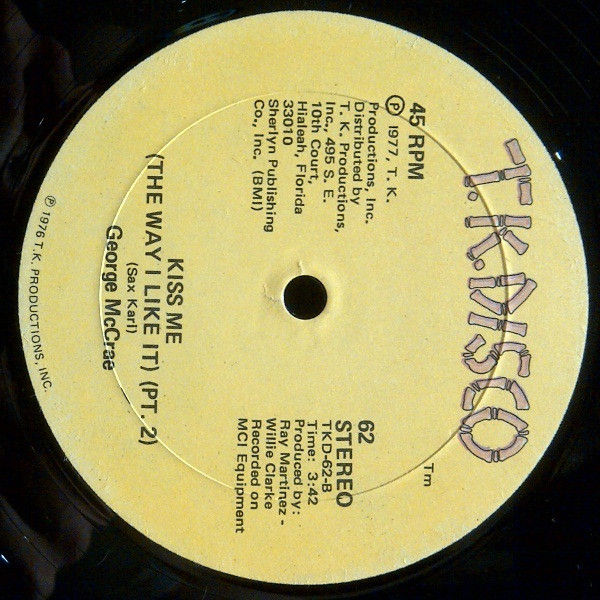 T.K. DISCO
Tm
45 RPM
Ⓟ 1977, T. K.
Productions, Inc.
Distributed by
T. K. Productions,
Inc., 495 S. E.
10th Court,
Hialeah, Florida
33010
Sherlyn Publishing
Co., Inc. (BMI)
62
STEREO
TKD-62-B
Time: 3:42
Produced by:
Ray Martinez -
Willie Clarke
Recorded on
MCI Equipment
KISS ME
(THE WAY I LIKE IT) (PT. 2)
(Sax Kari)
George McCrae
Ⓟ 1976 T.K. PRODUCTIONS, INC.